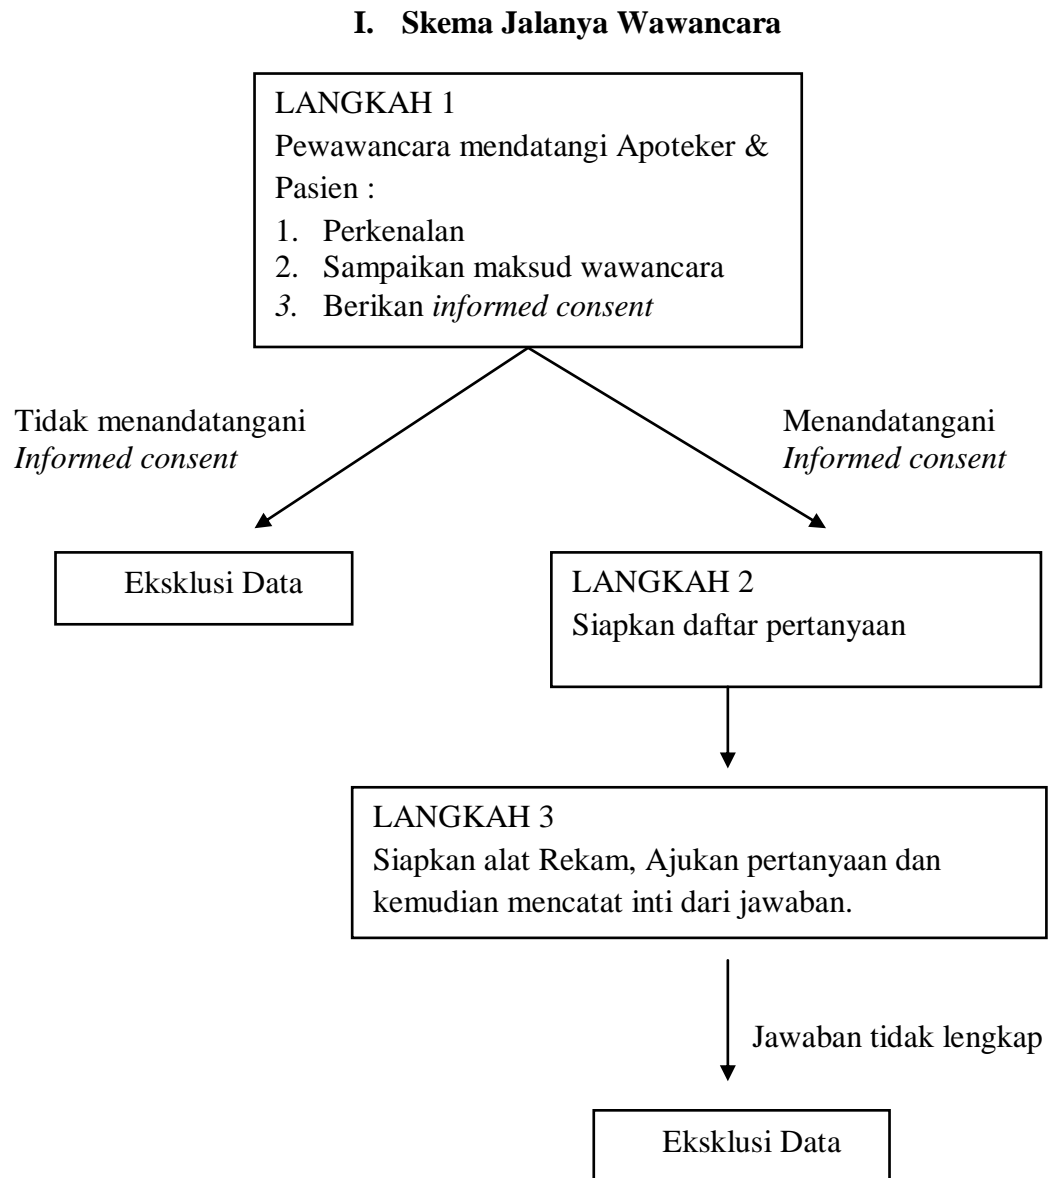 I. Skema Jalanya Wawancara
LANGKAH 1
Pewawancara mendatangi Apoteker &
Pasien :
1. Perkenalan
2. Sampaikan maksud wawancara
3. Berikan informed consent
Tidak menandatangani
Informed consent
Menandatangani
Informed consent
Eksklusi Data
LANGKAH 2
Siapkan daftar pertanyaan
LANGKAH 3
Siapkan alat Rekam, Ajukan pertanyaan dan
kemudian mencatat inti dari jawaban.
Jawaban tidak lengkap
Eksklusi Data